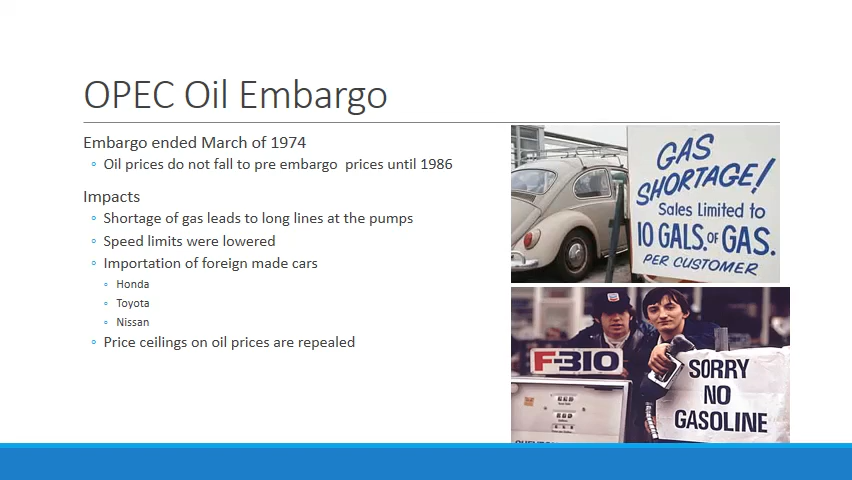 OPEC Oil Embargo
Embargo ended March of 1974
Oil prices do not fall to pre embargo prices until 1986
Impacts
Shortage of gas leads to long lines at the pumps
Speed limits were lowered
Importation of foreign made cars
Honda
Toyota
Nissan
Price ceilings on oil prices are repealed
GAS
SHORTAGE!
Sales Limited to
10 GALS. OF GAS.
PER CUSTOMER
F-310
SORRY
NO
GASOLINE